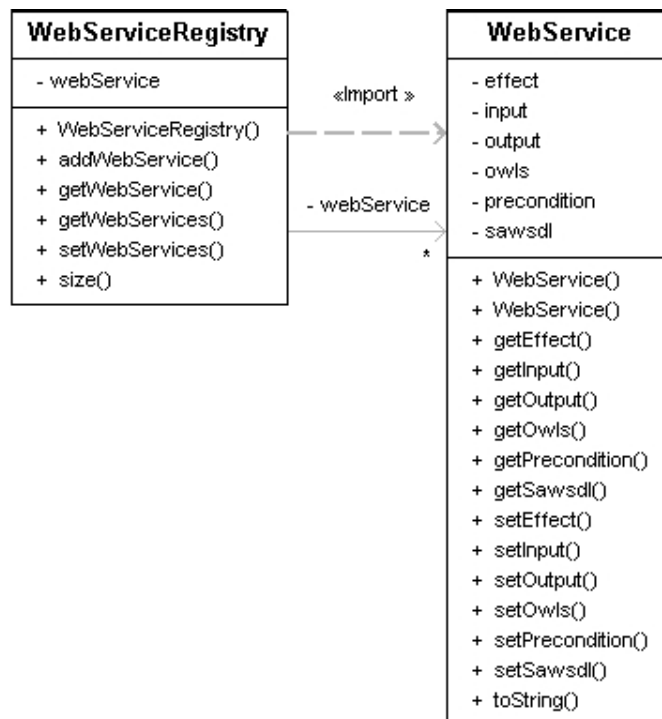 WebServiceRegistry
- webService
+ WebServiceRegistry()
+ addWebService()
+ getWebService()
+ getWebServices()
+ setWebServices()
+ size()
«Import »
- webService
*
WebService
- effect
- input
- output
- owls
- precondition
- sawsdl
+ WebService()
+ WebService()
+ getEffect()
+ getInput()
+ getOutput()
+ getOwls()
+ getPrecondition()
+ getSawsdl()
+ setEffect()
+ setInput()
+ setOutput()
+ setOwls()
+ setPrecondition()
+ setSawsdl()
+ toString()